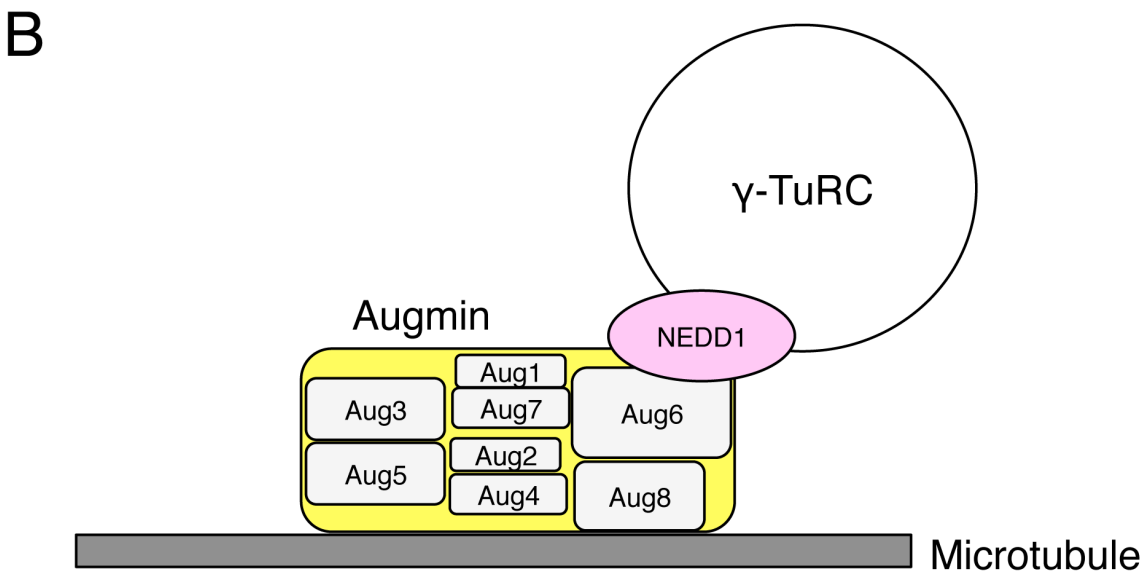 B
γ-TuRC
NEDD1
Augmin
Aug1
Aug3
Aug7
Aug6
Aug2
Aug5
Aug4
Aug8
Microtubule